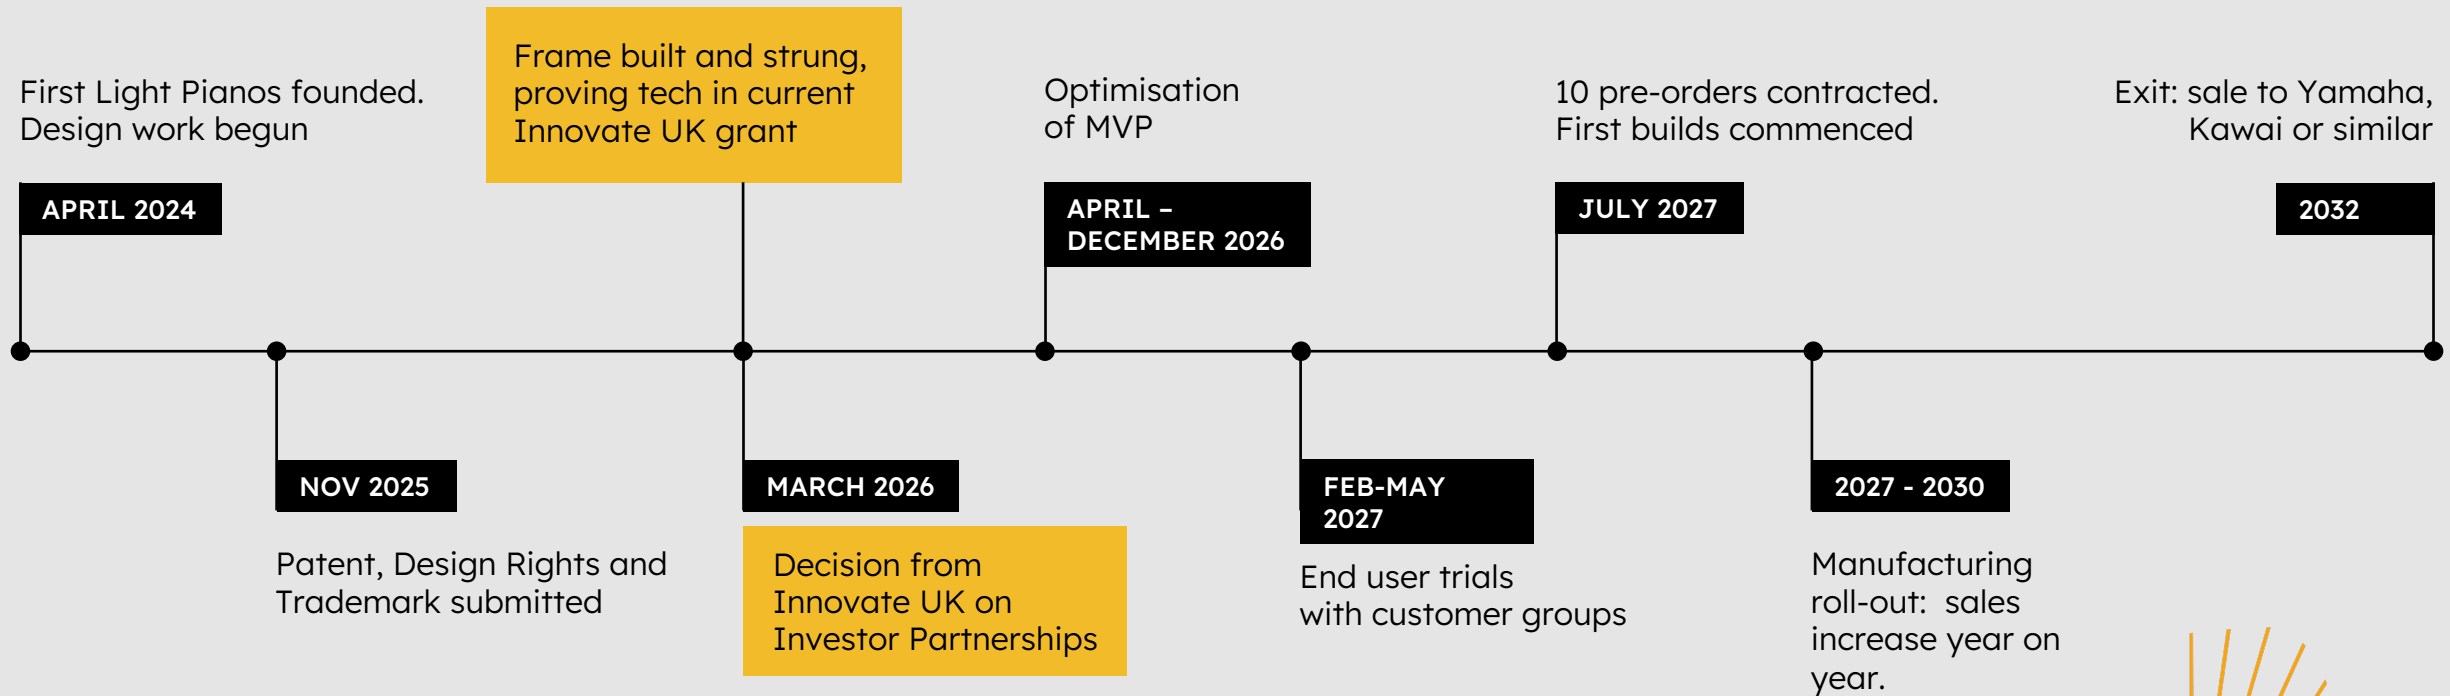 First Light Pianos founded.
Design work begun
APRIL 2024
NOV 2025
Patent, Design Rights and
Trademark submitted
Frame built and strung,
proving tech in current
Innovate UK grant
MARCH 2026
Decision from
Innovate UK on
Investor Partnerships
Optimisation
of MVP
APRIL –
DECEMBER 2026
FEB-MAY
2027
End user trials
with customer groups
10 pre-orders contracted.
First builds commenced
JULY 2027
2027 - 2030
Manufacturing
roll-out:  sales
increase year on
year.
Exit: sale to Yamaha,
Kawai or similar
2032